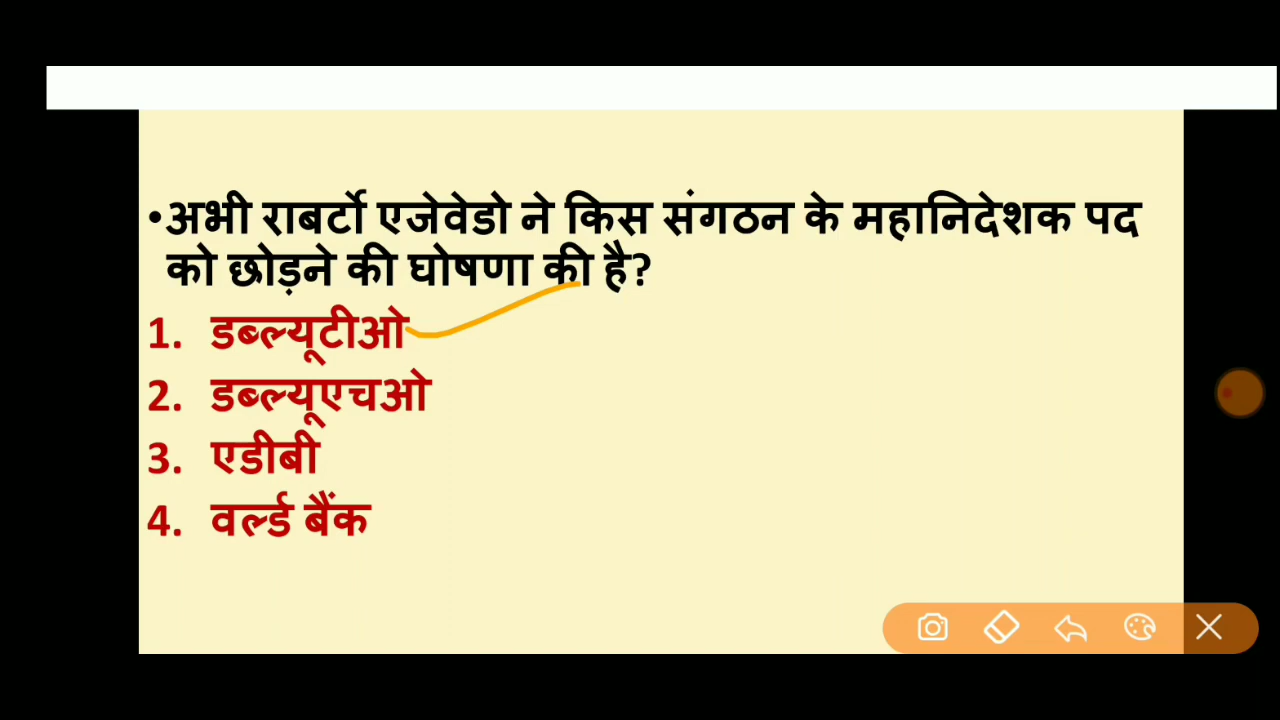 •अभी राबर्टो एजेवेडो ने किस संगठन के महानिदेशक पद
को छोड़ने की घोषणा की है?
1. डब्ल्यूटीओ
2. डब्ल्यूएचओ
3. एडीबी
4. वर्ल्ड बैंक